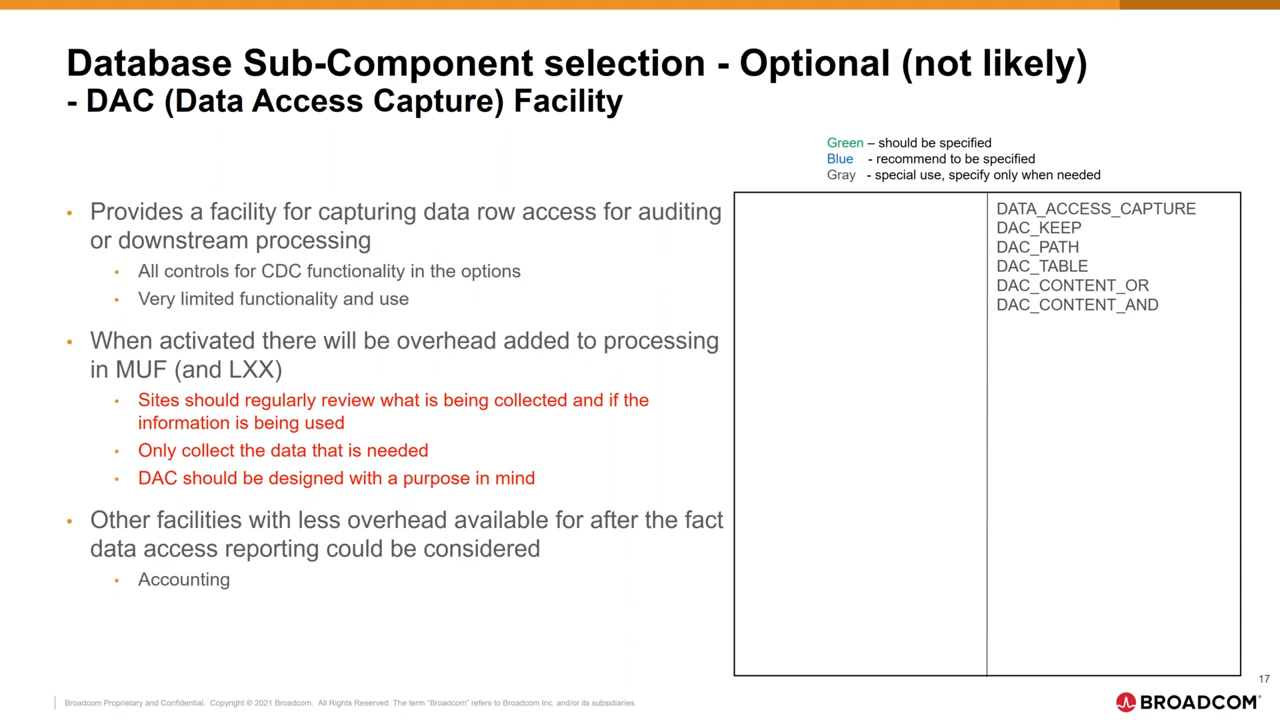 Database Sub-Component selection - Optional (not likely)
- DAC (Data Access Capture) Facility
Green – should be specified
Blue - recommend to be specified
Gray - special use, specify only when needed
• Provides a facility for capturing data row access for auditing
or downstream processing
• All controls for CDC functionality in the options
• Very limited functionality and use
• When activated there will be overhead added to processing
in MUF (and LXX)
• Sites should regularly review what is being collected and if the
information is being used
• Only collect the data that is needed
• DAC should be designed with a purpose in mind
• Other facilities with less overhead available for after the fact
data access reporting could be considered
• Accounting
DATA_ACCESS_CAPTURE
DAC_KEEP
DAC_PATH
DAC_TABLE
DAC_CONTENT_OR
DAC_CONTENT_AND
17
Broadcom Proprietary and Confidential. Copyright © 2021 Broadcom. All Rights Reserved. The term "Broadcom" refers to Broadcom Inc. and/or its subsidiaries.
BROADCOM®